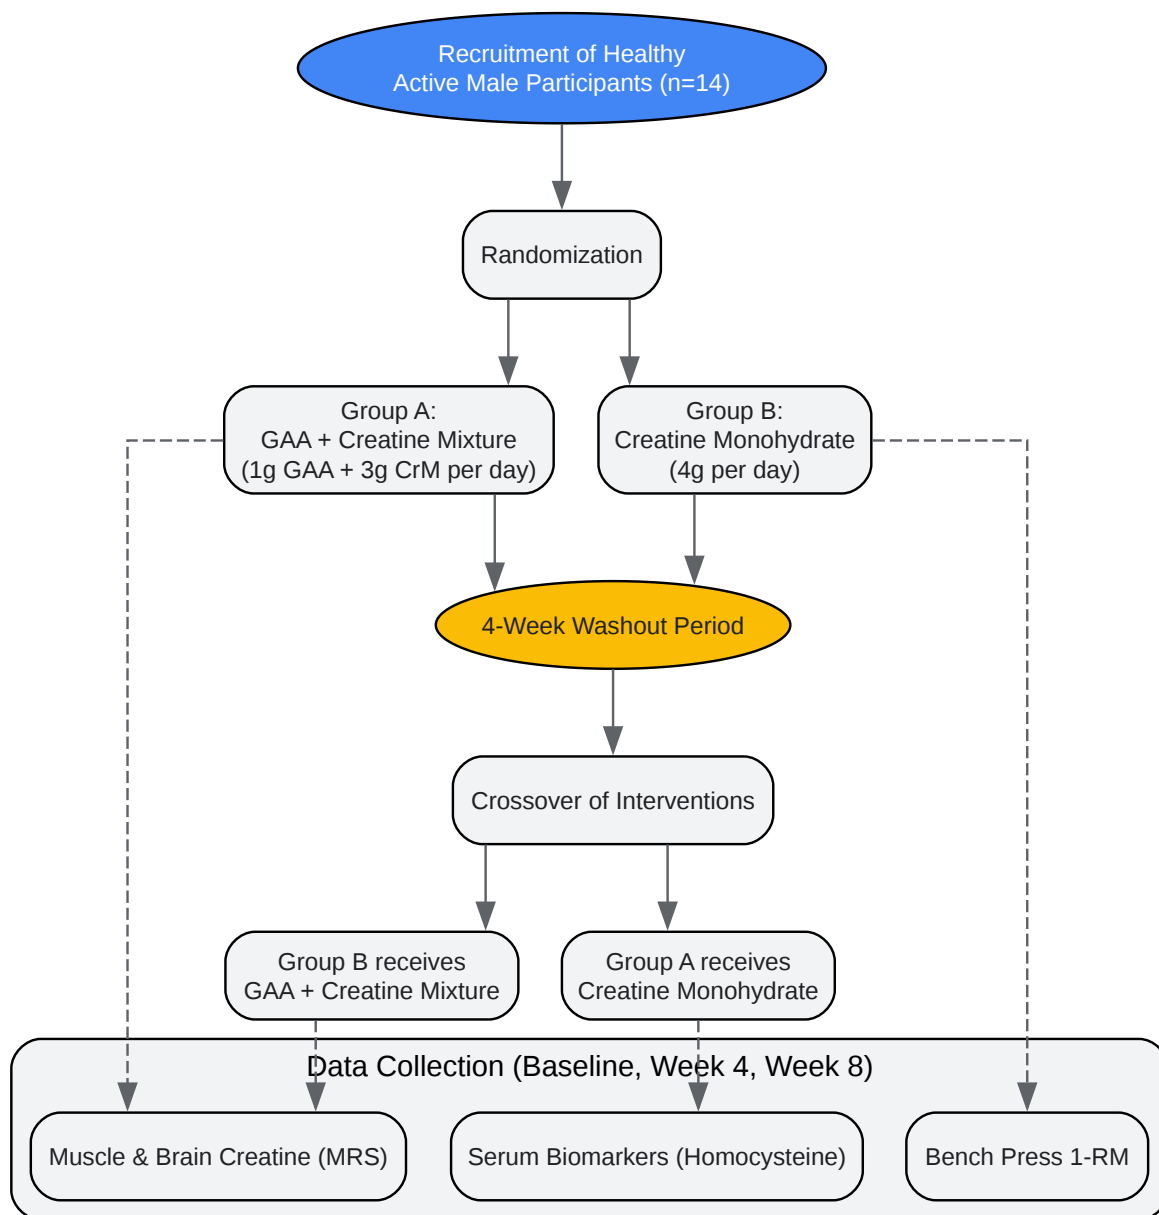 Recruitment of Healthy
Active Male Participants (n=14)
Randomization
Group A:
GAA + Creatine Mixture
(1g GAA + 3g CrM per day)
Group B:
Creatine Monohydrate
(4g per day)
4-Week Washout Period
Crossover of Interventions
Group B receives
GAA + Creatine Mixture
Group A receives
Creatine Monohydrate
Data Collection (Baseline, Week 4, Week 8)
Muscle & Brain Creatine (MRS)
Serum Biomarkers (Homocysteine)
Bench Press 1-RM